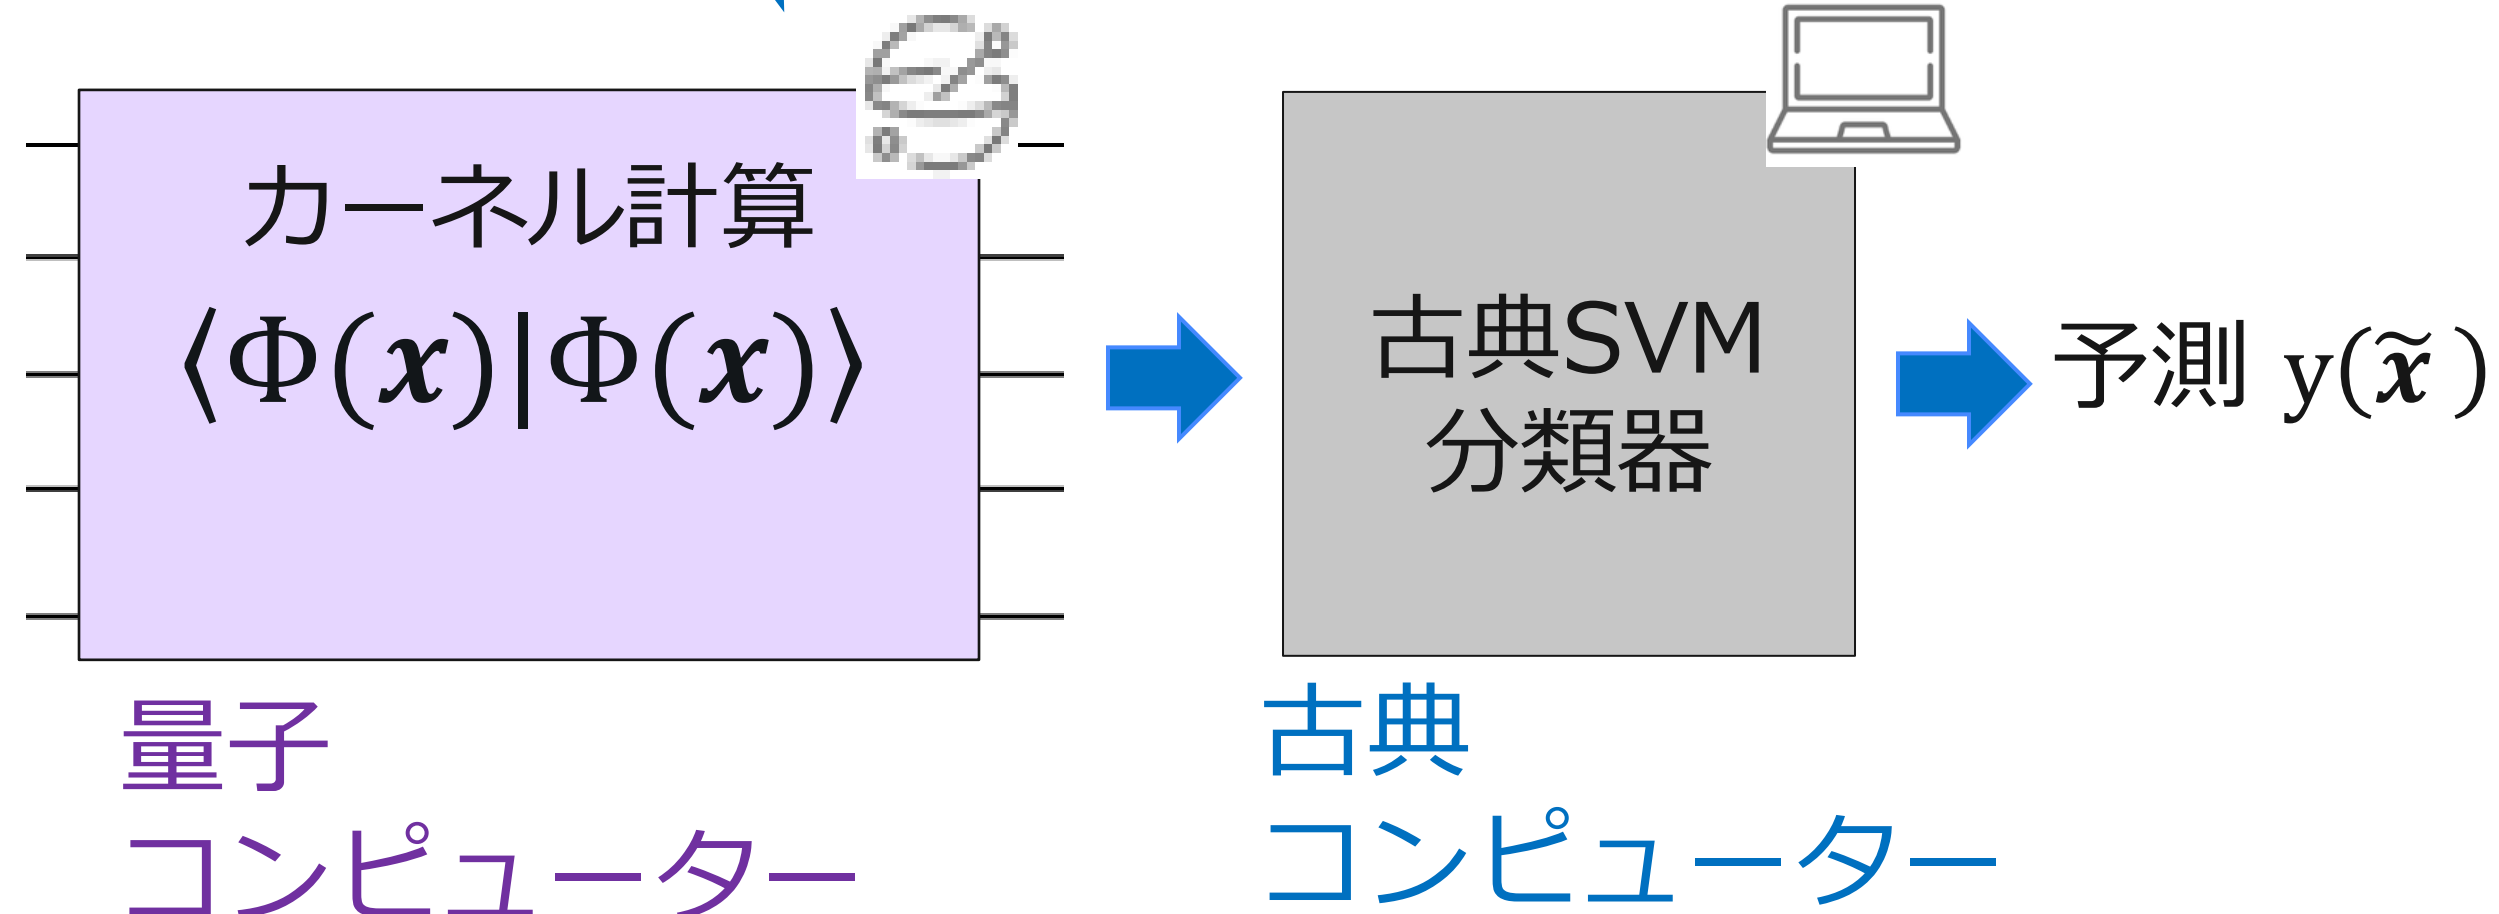 カーネル計算
⟨Φ(𝒙)|Φ(𝒙)⟩
古典SVM
分類器
予測 y(𝒙̃ )
量子
コンピューター
古典
コンピューター